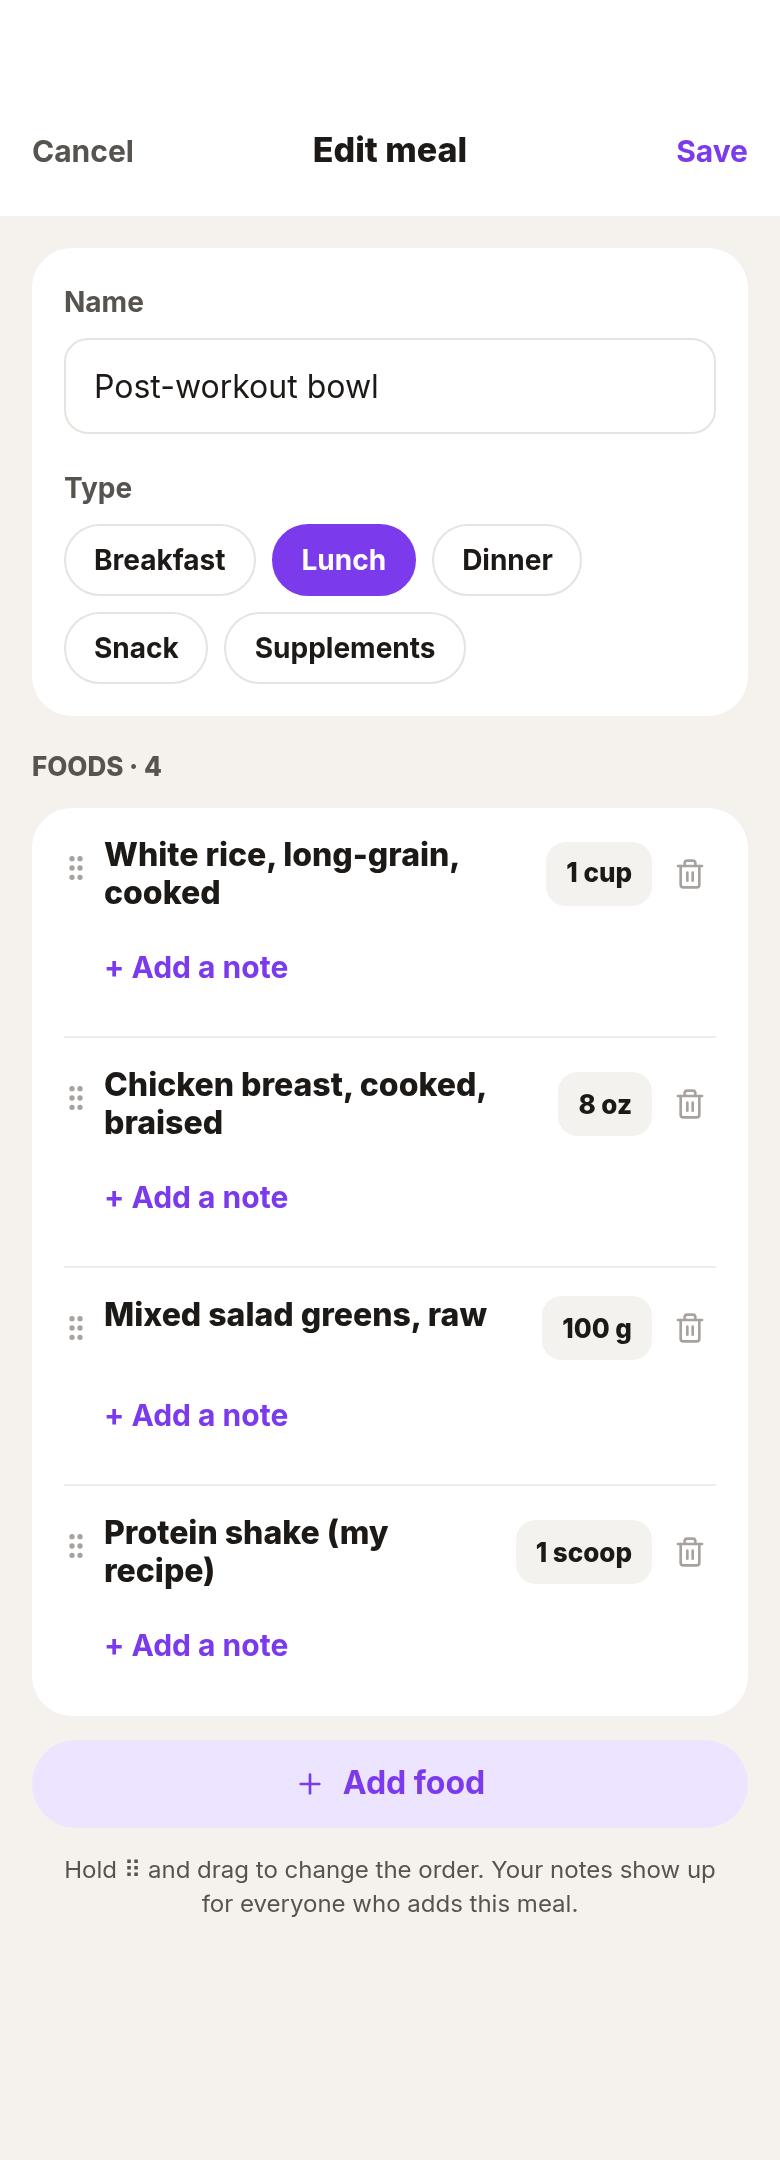 Cancel Edit meal Save
Name
Post-workout bowl
Type
Breakfast Lunch Dinner
Snack Supplements
FOODS · 4
White rice, long-grain,
cooked
1 cup
+ Add a note
Chicken breast, cooked,
braised
8 oz
+ Add a note
Mixed salad greens, raw
100 g
+ Add a note
Protein shake (my
recipe)
1 scoop
+ Add a note
+ Add food
Hold ⠿ and drag to change the order. Your notes show up
for everyone who adds this meal.